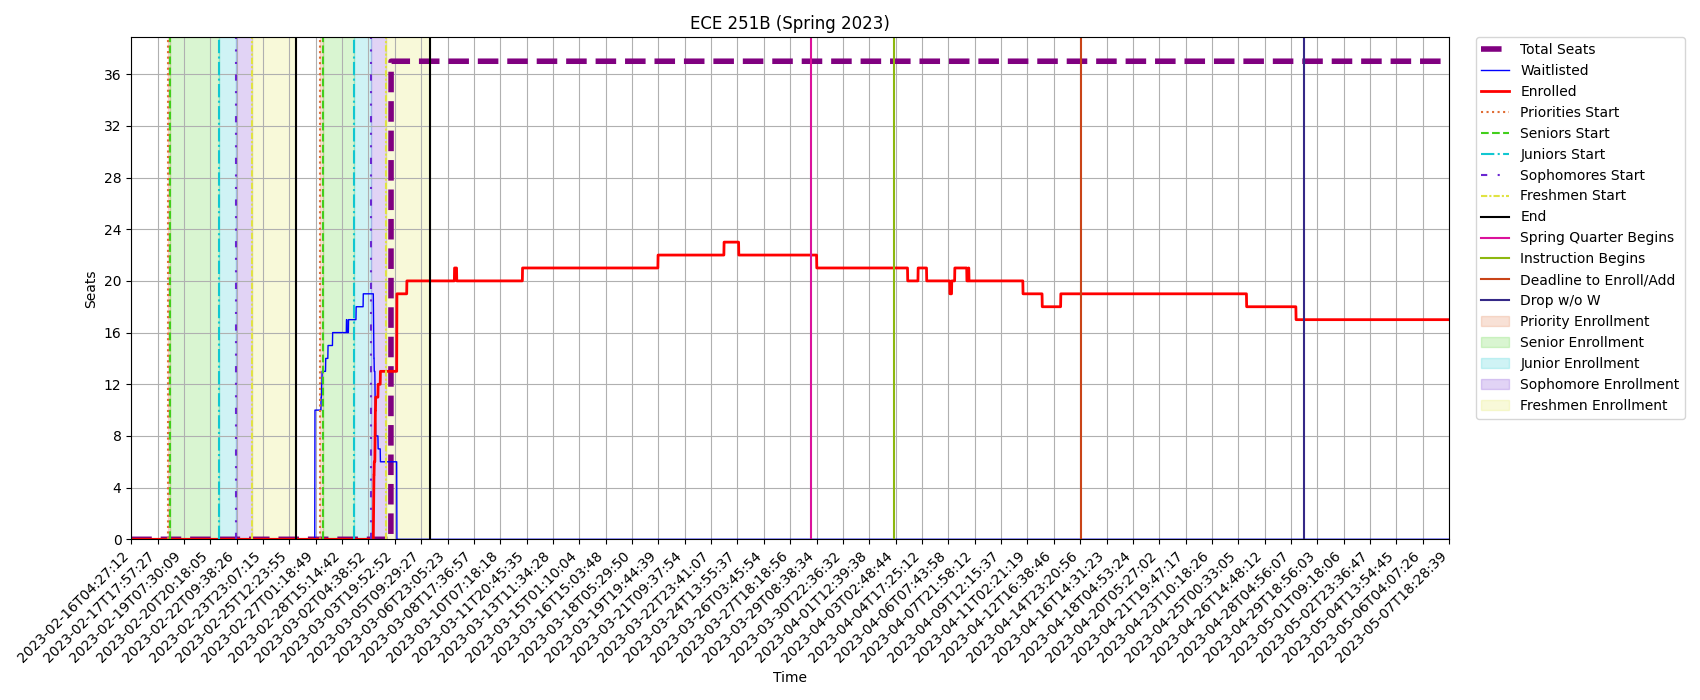 ECE 251B (Spring 2023)
Seats
36
32
28
24
20
16
12
8
4
0
2023-02-16T04:27:12
2023-02-17T17:57:27
2023-02-19T07:30:09
2023-02-20T20:18:05
2023-02-22T09:38:26
2023-02-23T23:07:15
2023-02-25T12:23:55
2023-02-27T01:18:49
2023-02-28T15:14:42
2023-03-02T04:38:52
2023-03-03T19:52:52
2023-03-05T09:29:27
2023-03-06T23:05:23
2023-03-08T17:36:57
2023-03-10T07:18:18
2023-03-11T20:45:35
2023-03-13T11:34:28
2023-03-15T01:10:04
2023-03-16T15:03:48
2023-03-18T05:29:50
2023-03-19T19:44:39
2023-03-21T09:37:54
2023-03-22T23:41:07
2023-03-24T13:55:37
2023-03-26T03:45:54
2023-03-27T18:18:56
2023-03-29T08:38:34
2023-03-30T22:36:32
2023-04-01T12:39:38
2023-04-03T02:48:44
2023-04-04T17:25:12
2023-04-06T07:43:58
2023-04-07T21:58:12
2023-04-09T12:15:37
2023-04-11T02:21:19
2023-04-12T16:38:46
2023-04-14T23:20:56
2023-04-16T14:31:23
2023-04-18T04:53:24
2023-04-20T05:27:02
2023-04-21T19:47:17
2023-04-23T10:18:26
2023-04-25T00:33:05
2023-04-26T14:48:12
2023-04-28T04:56:07
2023-04-29T18:56:03
2023-05-01T09:18:06
2023-05-02T23:36:47
2023-05-04T13:54:45
2023-05-06T04:07:26
2023-05-07T18:28:39
Time
Total Seats
Waitlisted
Enrolled
Priorities Start
Seniors Start
Juniors Start
Sophomores Start
Freshmen Start
End
Spring Quarter Begins
Instruction Begins
Deadline to Enroll/Add
Drop w/o W
Priority Enrollment
Senior Enrollment
Junior Enrollment
Sophomore Enrollment
Freshmen Enrollment